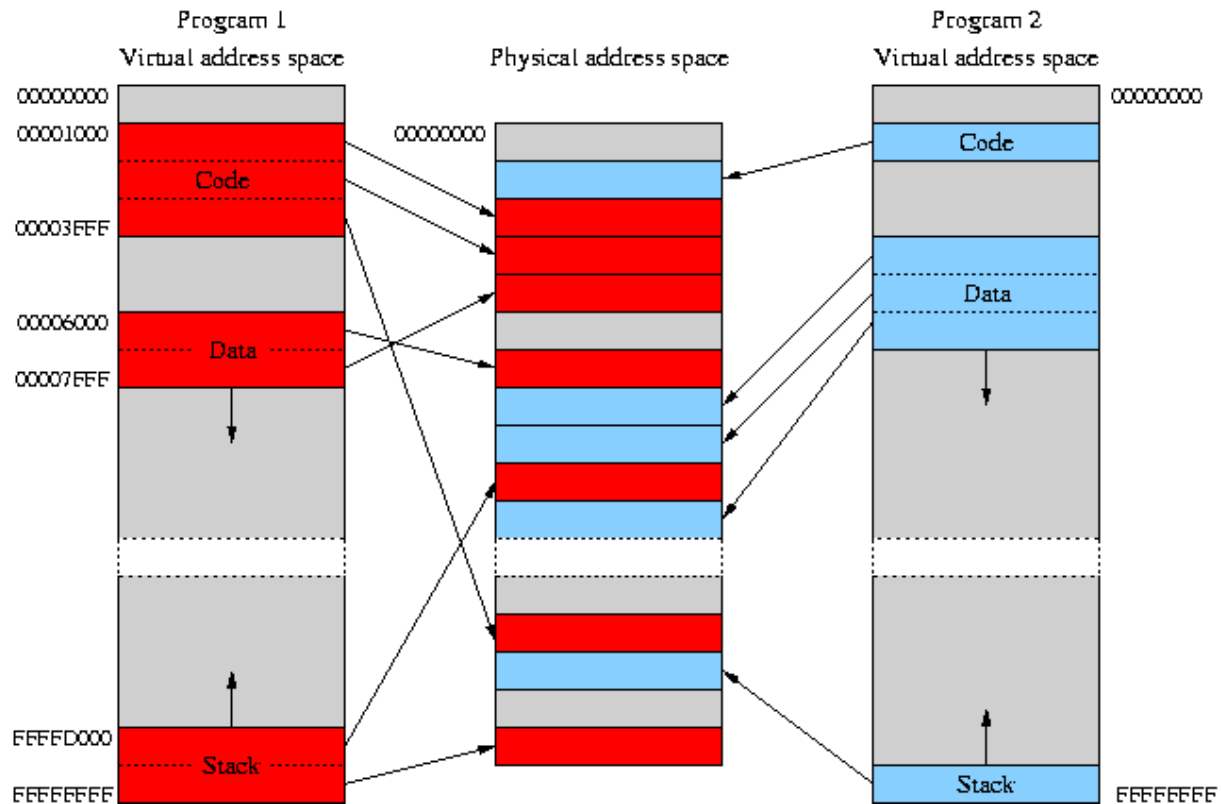 Program 1
Virtual address space
Physical address space
Program 2
Virtual address space
00000000
00001000
Code
00003FFF
00006000
Data
00007FFF
FFFFD000
Stack
FFFFFFFF
00000000
00000000
Code
Data
Stack
FFFFFFFF